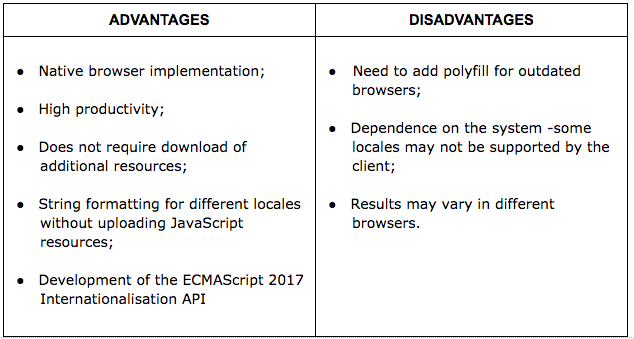 ADVANTAGES
DISADVANTAGES
● Native browser implementation;
● High productivity;
● Does not require download of
additional resources;
● String formatting for different locales
without uploading JavaScript
resources;
● Development of the ECMAScript 2017
Internationalisation API
● Need to add polyfill for outdated
browsers;
● Dependence on the system -some
locales may not be supported by the
client;
● Results may vary in different
browsers.